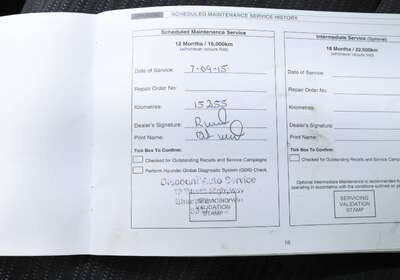 SCHEDULED MAINTENANCE SERVICE HISTORY
Scheduled Maintenance Service
12 Months / 15,000km
(whichever occurs first)
Date of Service: 7-09-15
Repair Order No:
Kilometres: 15255
Dealer's Signature:
Print Name:
Tick Box To Confirm:
Checked for Outstanding Recalls and Service Campaigns
Perform Hyundai Global Diagnostic System (GDS) Check
Discount Auto Service
SERVICING
VALIDATION
STAMP
Intermediate Service (Optional)
18 Months / 22,500km
(whichever occurs first)
Date of Service:
Repair Order No:
Kilometres:
Dealer's Signature:
Print Name:
Tick Box To Confirm:
Checked for Outstanding Recalls and Service Campaigns
Optional Intermediate Maintenance is recommended for
operating in accordance with the conditions outlined on
SERVICING
VALIDATION
STAMP
16